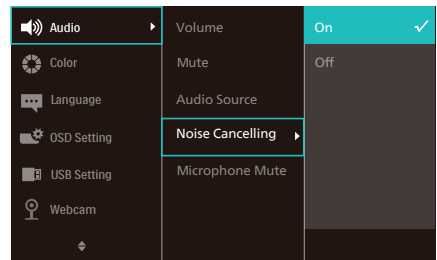 Audio
Color
Language
OSD Setting
USB Setting
Webcam
Volume
Mute
Audio Source
Noise Cancelling
Microphone Mute
On
Off